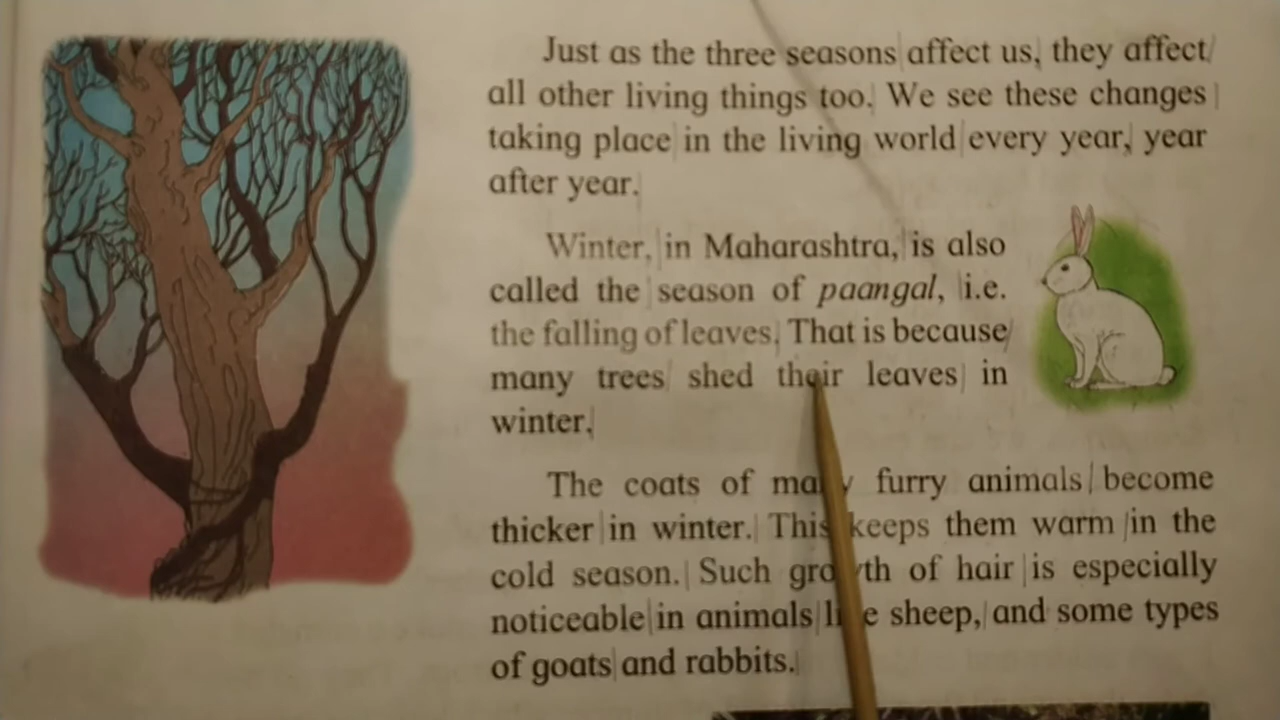 Just as the three seasons affect us, they affect
all other living things too. We see these changes
taking place in the living world every year, year
after year.
Winter, in Maharashtra, is also
called the season of paangal, i.e.
the falling of leaves. That is because
many trees shed their leaves in
winter.
The coats of many furry animals become
thicker in winter. This keeps them warm in the
cold season. Such growth of hair is especially
noticeable in animals like sheep, and some types
of goats and rabbits.